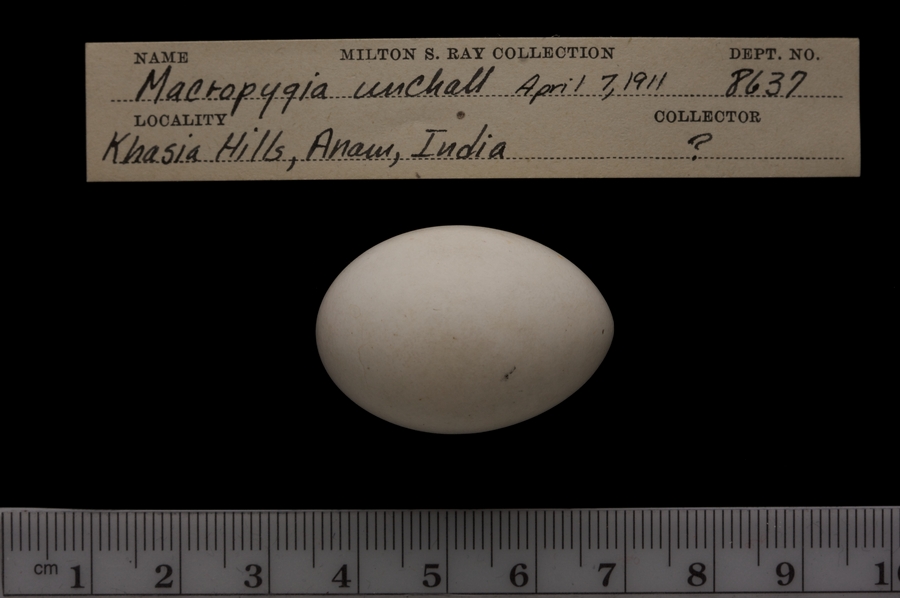 NAME MILTON S. RAY COLLECTION DEPT. NO.
Macropygia unchall April 7, 1911 8637
LOCALITY COLLECTOR
Khasia Hills, Anam, India ?
cm 1 2 3 4 5 6 7 8 9 1